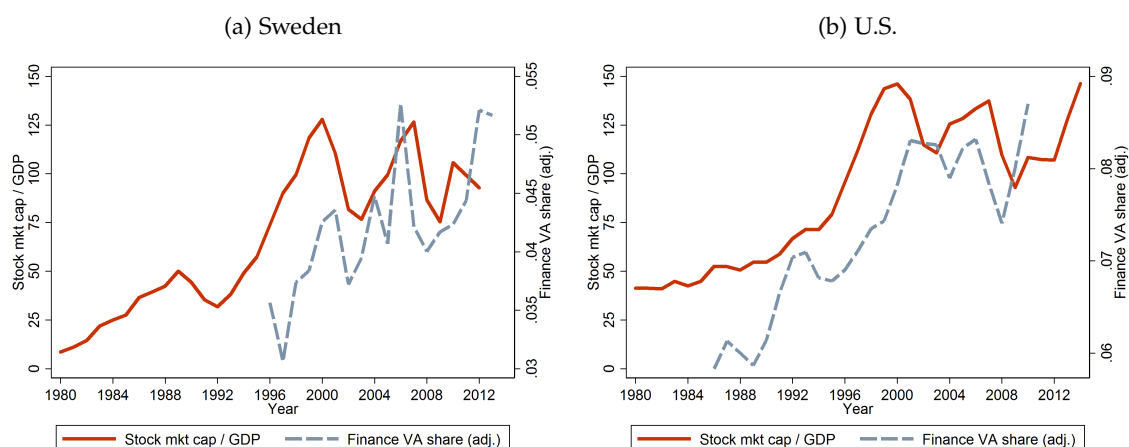 (a) Sweden
(b) U.S.
Stock mkt cap / GDP
0 25 50 75 100 125 150
.03 .035 .04 .045 .05 .055
Finance VA share (adj.)
1980 1984 1988 1992 1996 2000 2004 2008 2012
Year
Stock mkt cap / GDP Finance VA share (adj.)
Stock mkt cap / GDP
0 25 50 75 100 125 150
.06 .07 .08 .09
Finance VA share (adj.)
1980 1984 1988 1992 1996 2000 2004 2008 2012
Year
Stock mkt cap / GDP Finance VA share (adj.)